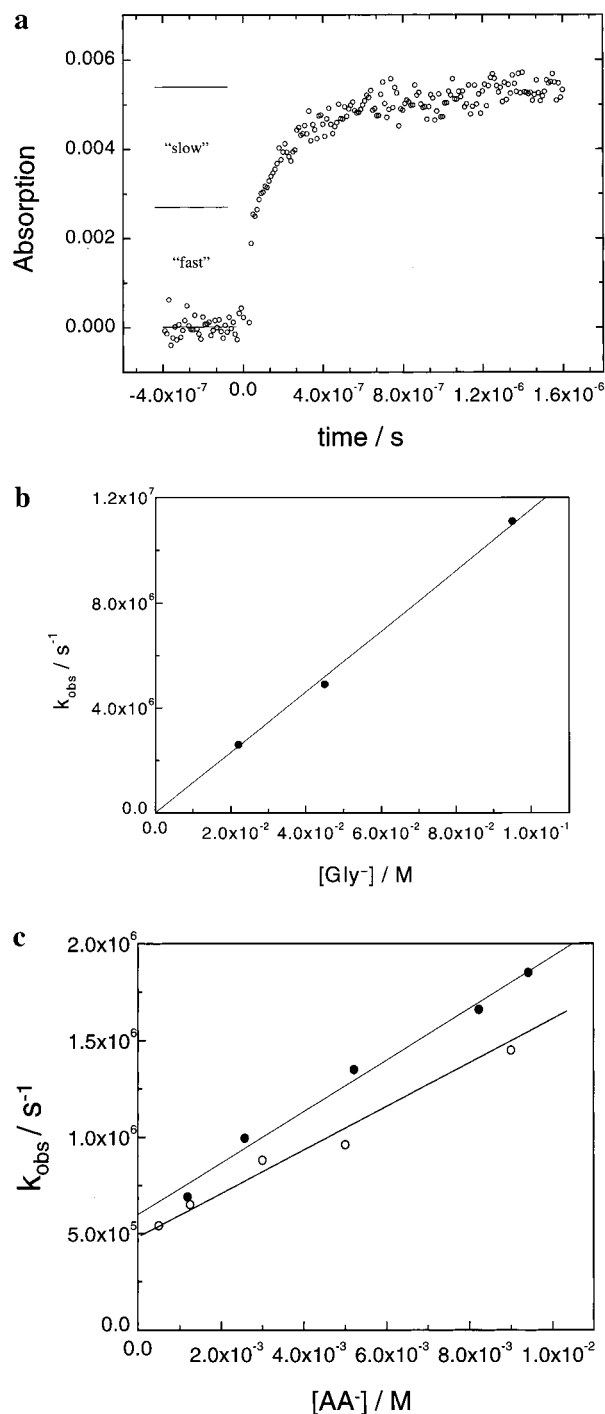 a
Absorption
0.006
0.004
0.002
0.000
"slow"
"fast"
-4.0x10⁻⁷ 0.0 4.0x10⁻⁷ 8.0x10⁻⁷ 1.2x10⁻⁶ 1.6x10⁻⁶
time / s
b
k_obs / s⁻¹
1.2x10⁷
8.0x10⁶
4.0x10⁶
0.0
0.0 2.0x10⁻² 4.0x10⁻² 6.0x10⁻² 8.0x10⁻² 1.0x10⁻¹
[Gly⁻] / M
c
k_obs / s⁻¹
2.0x10⁶
1.5x10⁶
1.0x10⁶
5.0x10⁵
0.0
0.0 2.0x10⁻³ 4.0x10⁻³ 6.0x10⁻³ 8.0x10⁻³ 1.0x10⁻²
[AA⁻] / M